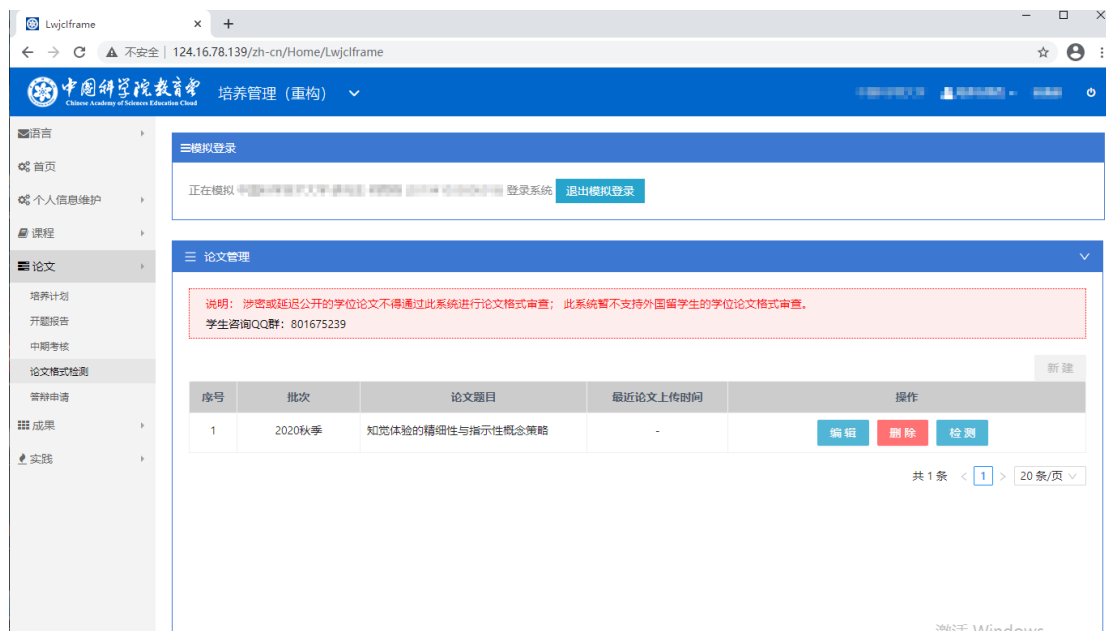 Lwjclframe
不安全 124.16.78.139/zh-cn/Home/Lwjclframe
中国科学院教育云
Chinese Academy of Sciences Education Cloud
培养管理（重构）
语言
首页
个人信息维护
课程
论文
培养计划
开题报告
中期考核
论文格式检测
答辩申请
成果
实践
模拟登录
正在模拟 登录系统 退出模拟登录
论文管理
说明： 涉密或延迟公开的学位论文不得通过此系统进行论文格式审查； 此系统暂不支持外国留学生的学位论文格式审查。
学生咨询QQ群：801675239
新 建
序号 批次 论文题目 最近论文上传时间 操作
1 2020秋季 知觉体验的精细性与指示性概念策略 - 编 辑 删 除 检 测
共 1 条 < 1 > 20 条/页
激活 Windows